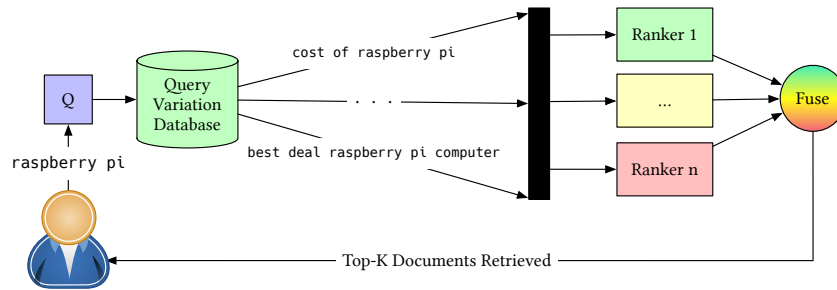 cost of raspberry pi
Ranker 1
Q
Query
Variation
Database
. . .
...
Fuse
raspberry pi
best deal raspberry pi computer
Ranker n
Top-K Documents Retrieved